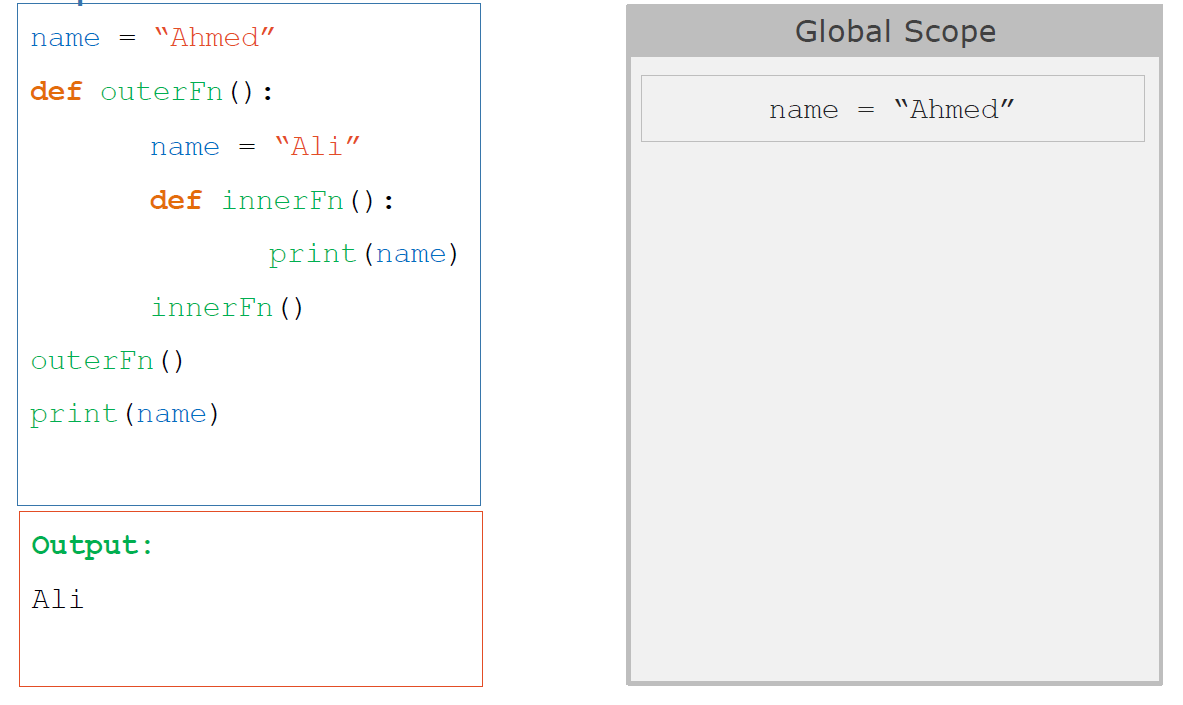 name = “Ahmed”
def outerFn():
name = “Ali”
def innerFn():
print(name)
innerFn()
outerFn()
print(name)
Output:
Ali
Global Scope
name = “Ahmed”